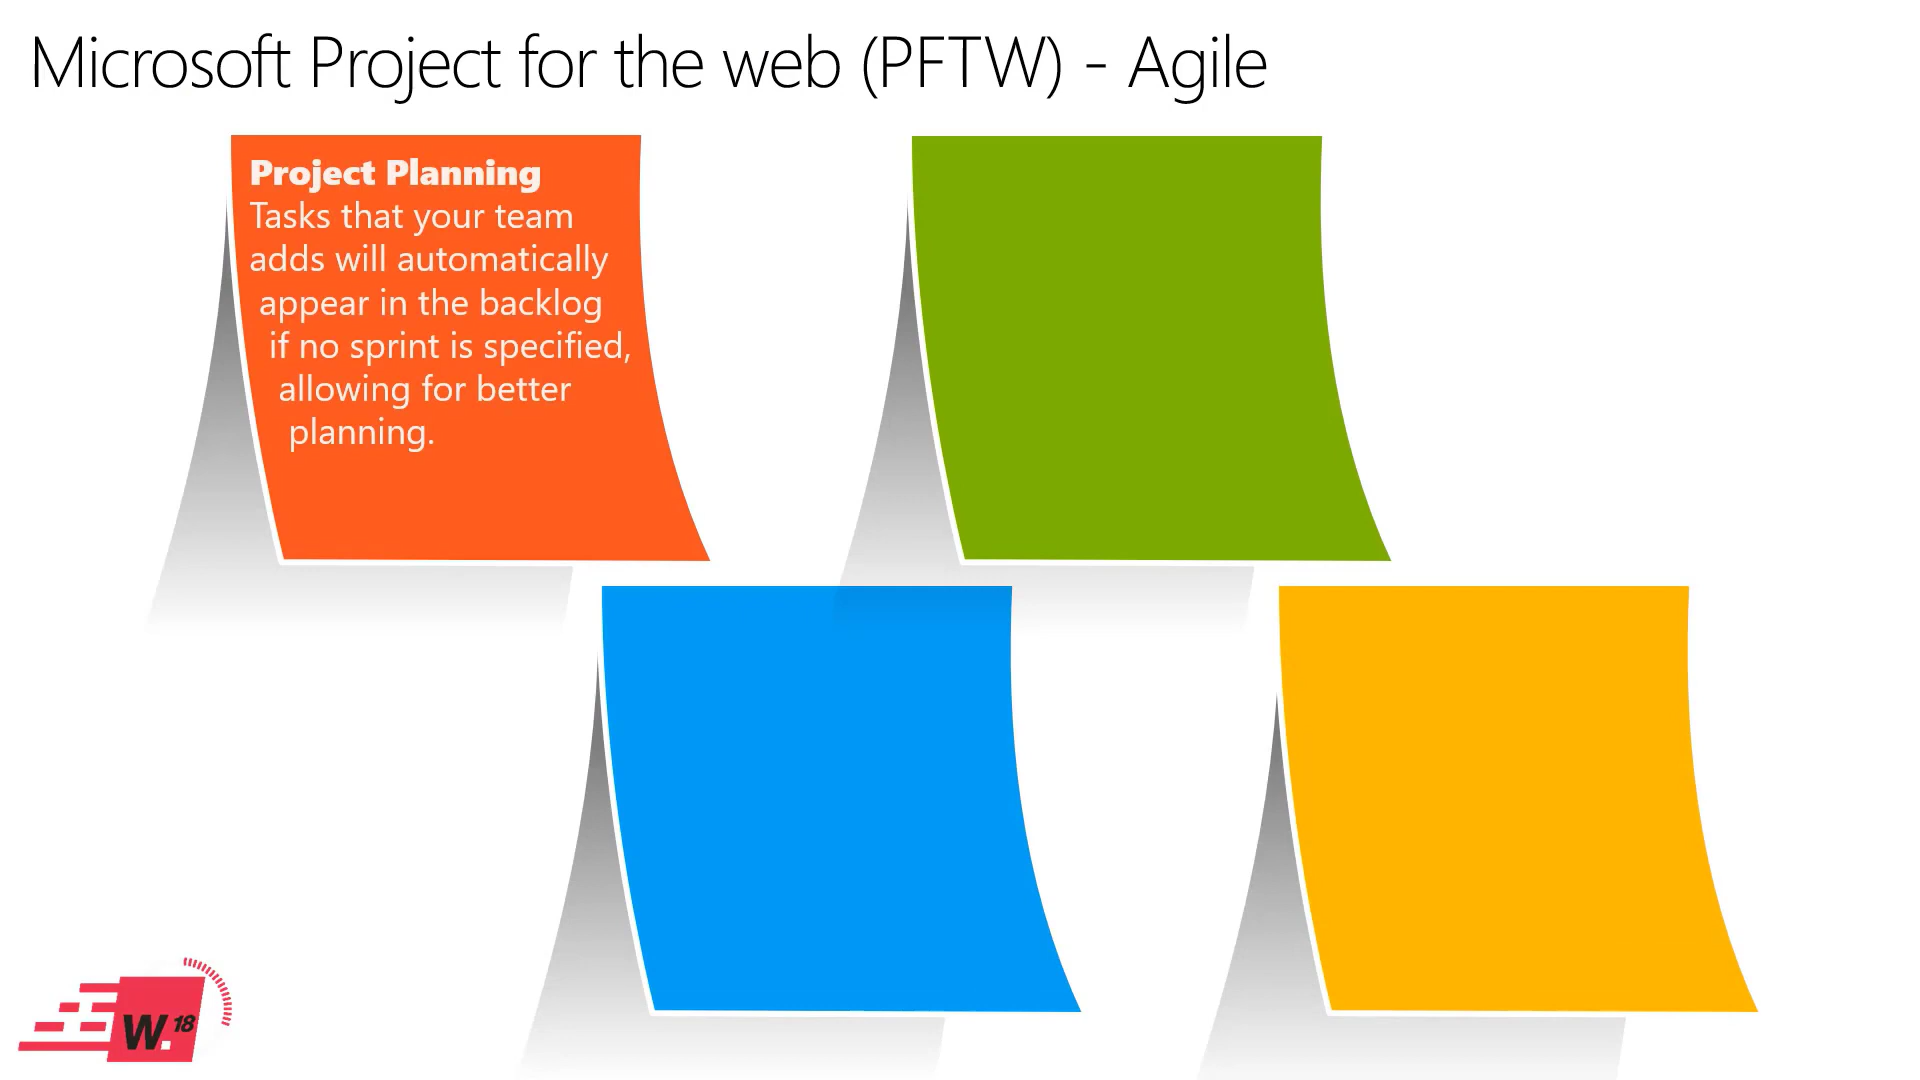 Microsoft Project for the web (PFTW) - Agile
Project Planning
Tasks that your team
adds will automatically
appear in the backlog
if no sprint is specified,
allowing for better
planning.
W. 18